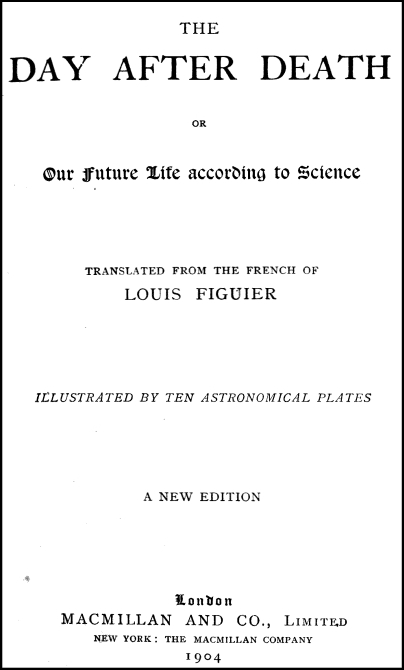 THE
DAY AFTER DEATH
OR
Our Future Life according to Science
TRANSLATED FROM THE FRENCH OF
LOUIS FIGUIER
ILLUSTRATED BY TEN ASTRONOMICAL PLATES
A NEW EDITION
London
MACMILLAN AND CO., LIMITED
NEW YORK: THE MACMILLAN COMPANY
1904